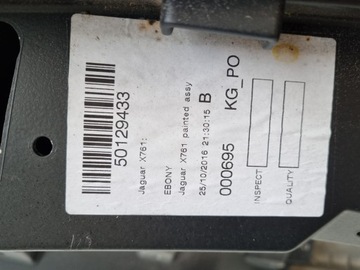 50129433
Jaguar X761:
EBONY
Jaguar X761 painted assy
25/10/2016 21:30:15 B
000695 KG_PO
INSPECT
QUALITY